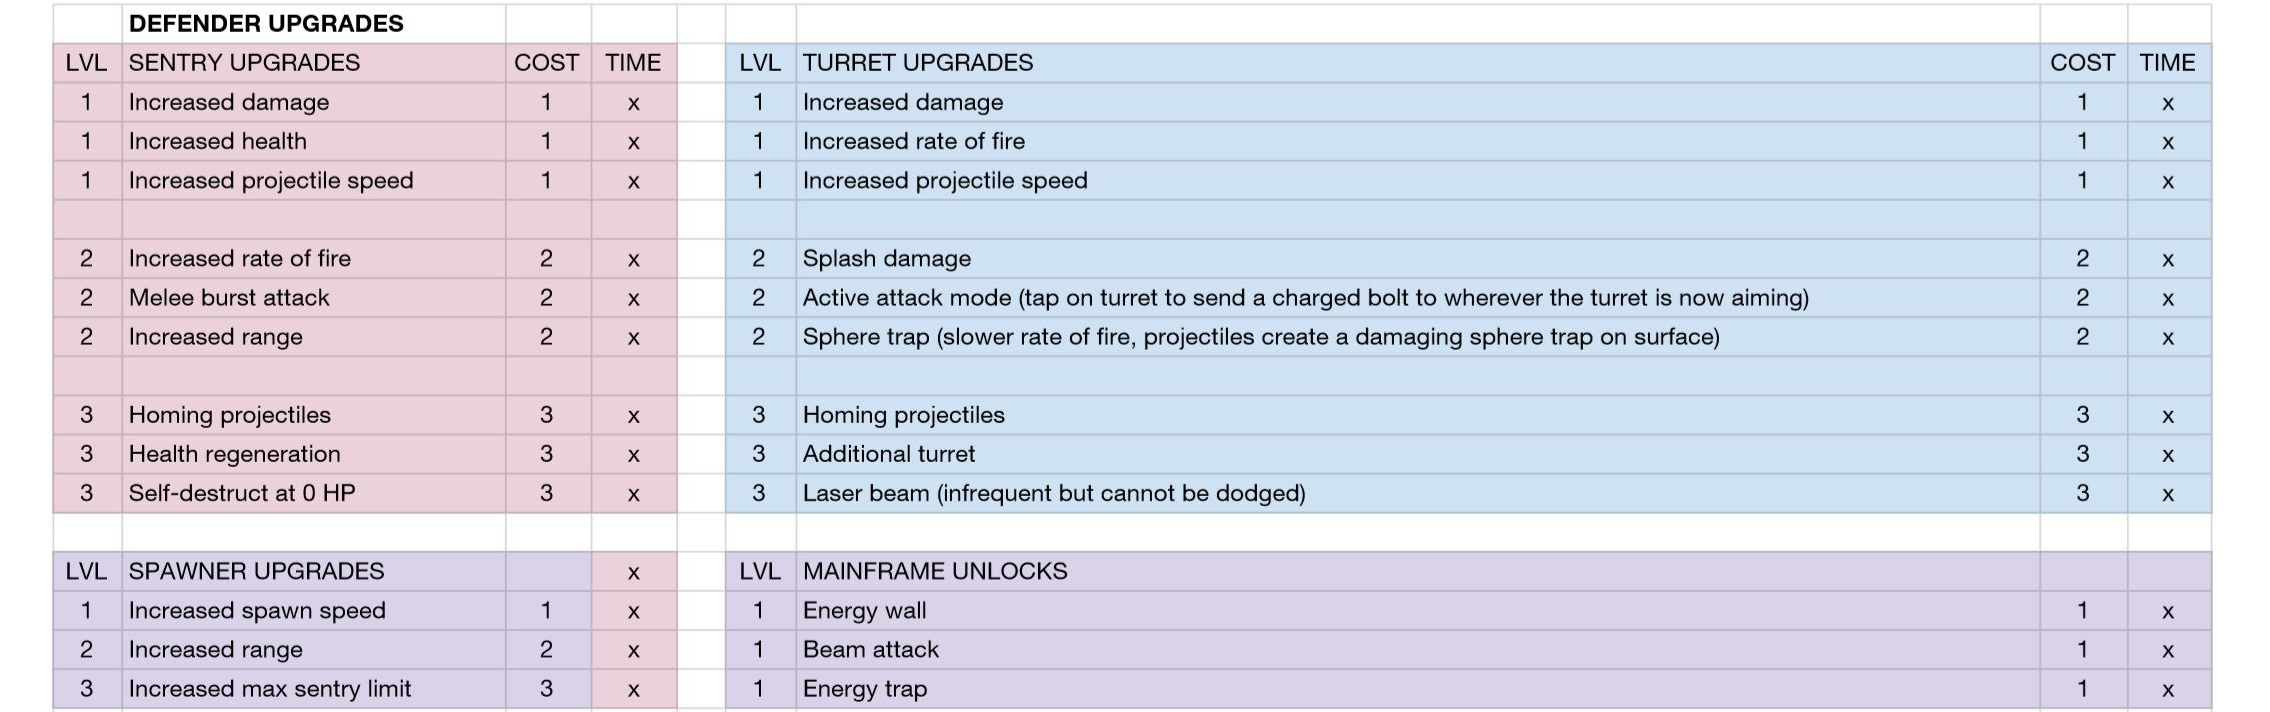 DEFENDER UPGRADES
LVL SENTRY UPGRADES COST TIME LVL TURRET UPGRADES COST TIME
1 Increased damage 1 x 1 Increased damage 1 x
1 Increased health 1 x 1 Increased rate of fire 1 x
1 Increased projectile speed 1 x 1 Increased projectile speed 1 x
2 Increased rate of fire 2 x 2 Splash damage 2 x
2 Melee burst attack 2 x 2 Active attack mode (tap on turret to send a charged bolt to wherever the turret is now aiming) 2 x
2 Increased range 2 x 2 Sphere trap (slower rate of fire, projectiles create a damaging sphere trap on surface) 2 x
3 Homing projectiles 3 x 3 Homing projectiles 3 x
3 Health regeneration 3 x 3 Additional turret 3 x
3 Self-destruct at 0 HP 3 x 3 Laser beam (infrequent but cannot be dodged) 3 x
LVL SPAWNER UPGRADES x LVL MAINFRAME UNLOCKS
1 Increased spawn speed 1 x 1 Energy wall 1 x
2 Increased range 2 x 1 Beam attack 1 x
3 Increased max sentry limit 3 x 1 Energy trap 1 x